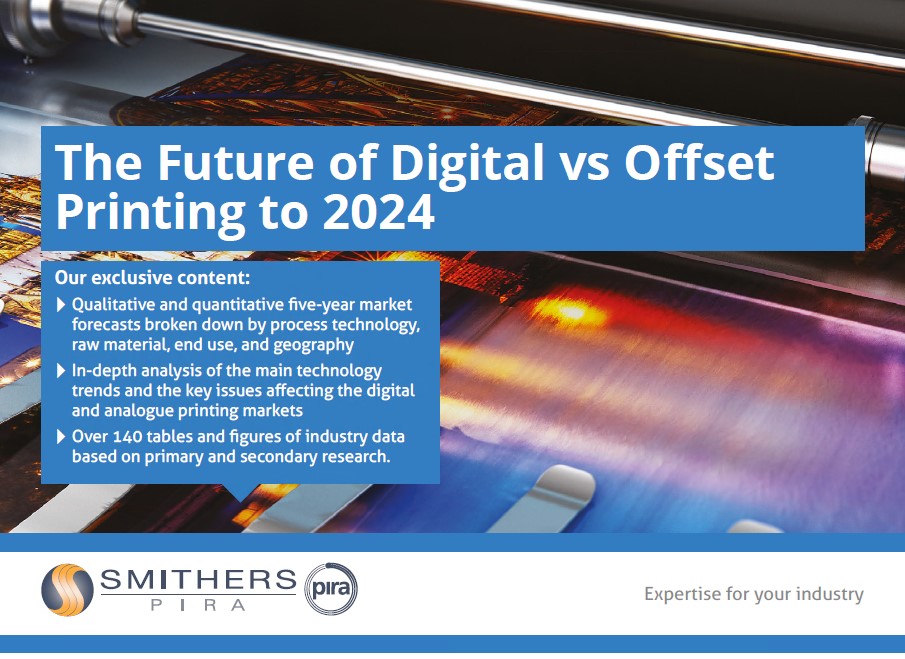 The Future of Digital vs Offset
Printing to 2024
Our exclusive content:
Qualitative and quantitative five-year market
forecasts broken down by process technology,
raw material, end use, and geography
In-depth analysis of the main technology
trends and the key issues affecting the digital
and analogue printing markets
Over 140 tables and figures of industry data
based on primary and secondary research.
SMITHERS
PIRA
pira
Expertise for your industry